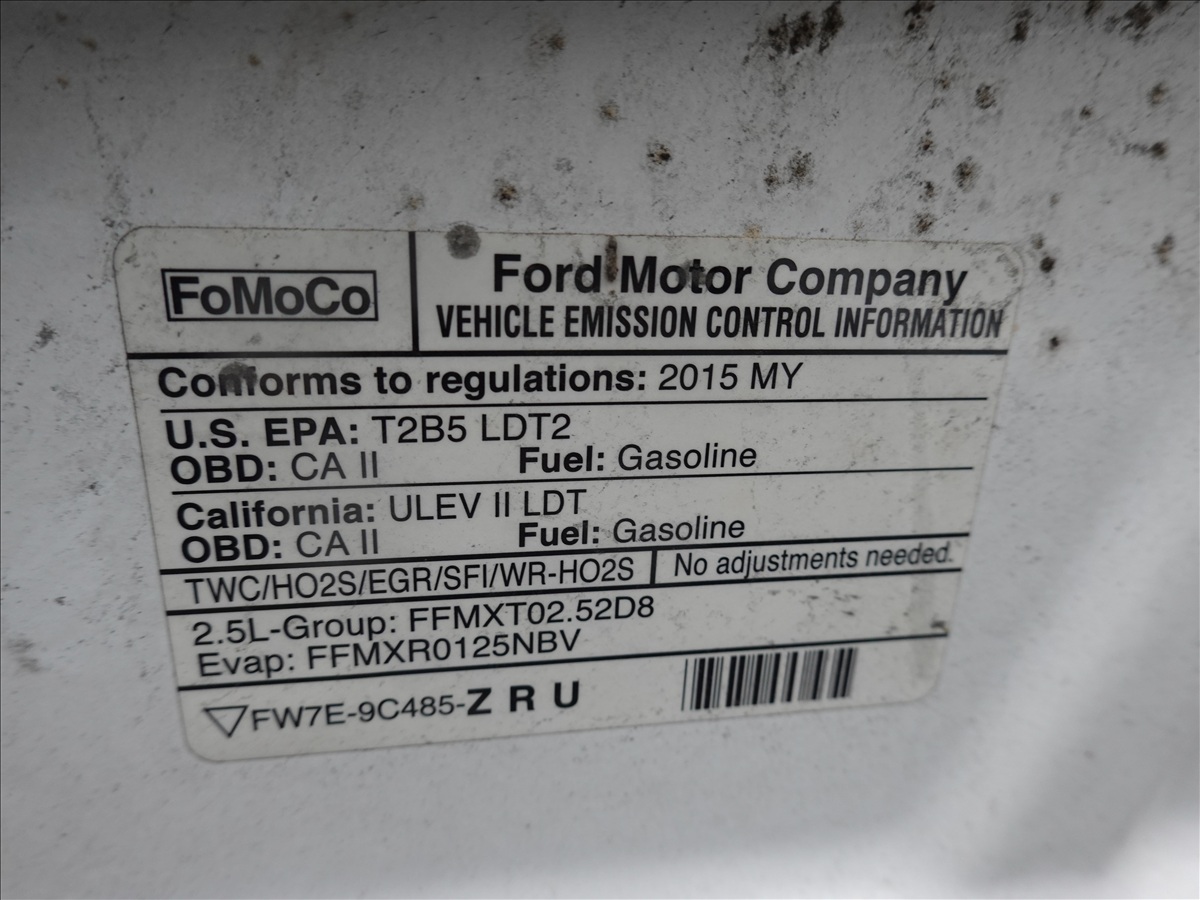 FoMoCo
Ford Motor Company
VEHICLE EMISSION CONTROL INFORMATION
Conforms to regulations: 2015 MY
U.S. EPA: T2B5 LDT2
OBD: CA II Fuel: Gasoline
California: ULEV II LDT
OBD: CA II Fuel: Gasoline
TWC/HO2S/EGR/SFI/WR-HO2S No adjustments needed.
2.5L-Group: FFMXT02.52D8
Evap: FFMXR0125NBV
FW7E-9C485-Z R U